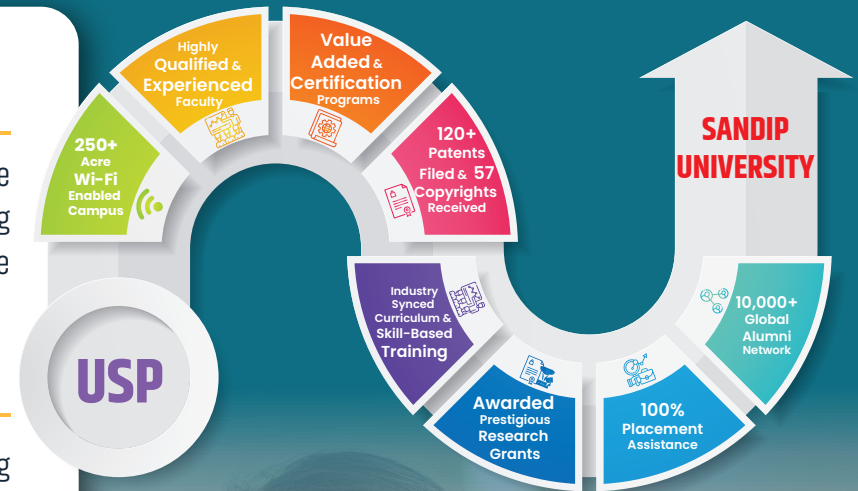 e
g
e
g
USP
250+
Acre
Wi-Fi
Enabled
Campus
Highly
Qualified &
Experienced
Faculty
Value
Added &
Certification
Programs
120+
Patents
Filed & 57
Copyrights
Received
Industry
Synced
Curriculum &
Skill-Based
Training
Awarded
Prestigious
Research
Grants
100%
Placement
Assistance
10,000+
Global
Alumni
Network
SANDIP
UNIVERSITY